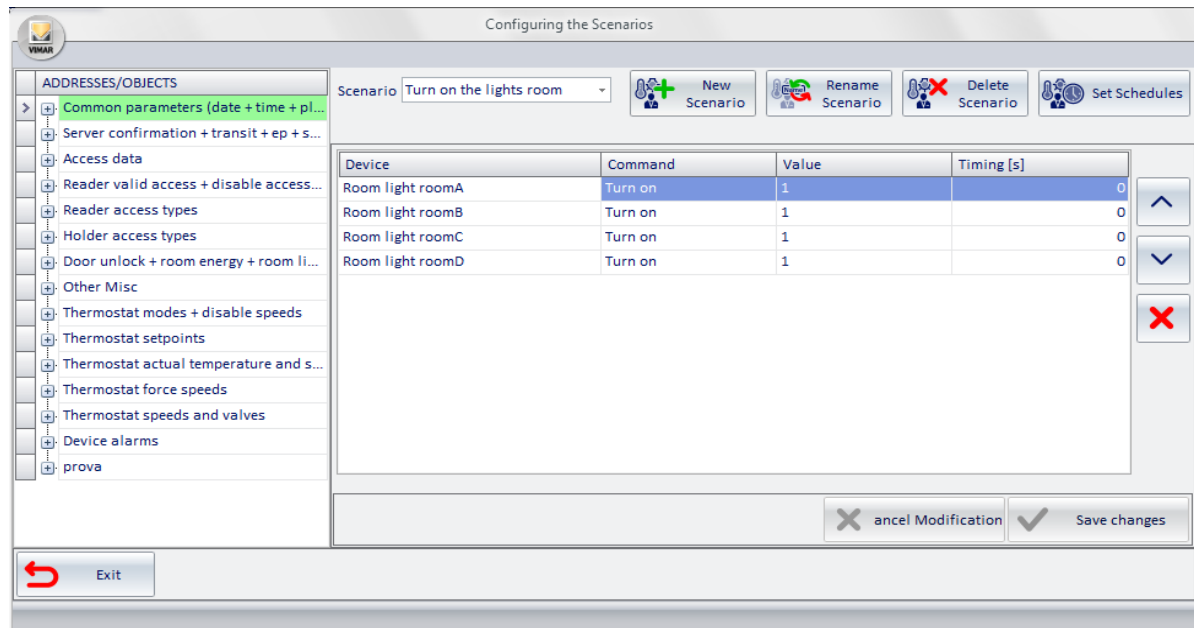 Configuring the Scenarios
VIMAR
ADDRESSES/OBJECTS
Common parameters (date + time + pl...
Server confirmation + transit + ep + s...
Access data
Reader valid access + disable access...
Reader access types
Holder access types
Door unlock + room energy + room li...
Other Misc
Thermostat modes + disable speeds
Thermostat setpoints
Thermostat actual temperature and s...
Thermostat force speeds
Thermostat speeds and valves
Device alarms
prova
Scenario Turn on the lights room
New Scenario
Rename Scenario
Delete Scenario
Set Schedules
Device Command Value Timing [s]
Room light roomA Turn on 1 0
Room light roomB Turn on 1 0
Room light roomC Turn on 1 0
Room light roomD Turn on 1 0
ancel Modification
Save changes
Exit